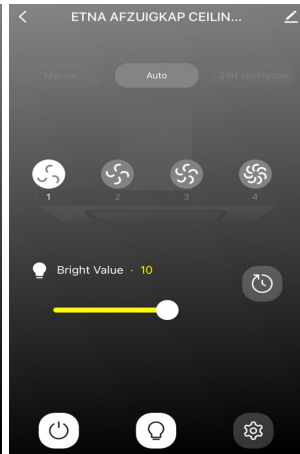 ETNA AFZUIGKAP CEILIN...
Manual Auto 24H ventilation
1 2 3 4
Bright Value · 10